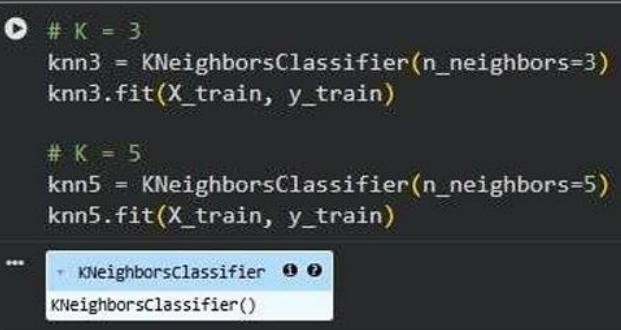 # K = 3
knn3 = KNeighborsClassifier(n_neighbors=3)
knn3.fit(X_train, y_train)
# K = 5
knn5 = KNeighborsClassifier(n_neighbors=5)
knn5.fit(X_train, y_train)
KNeighborsClassifier i ?
KNeighborsClassifier()